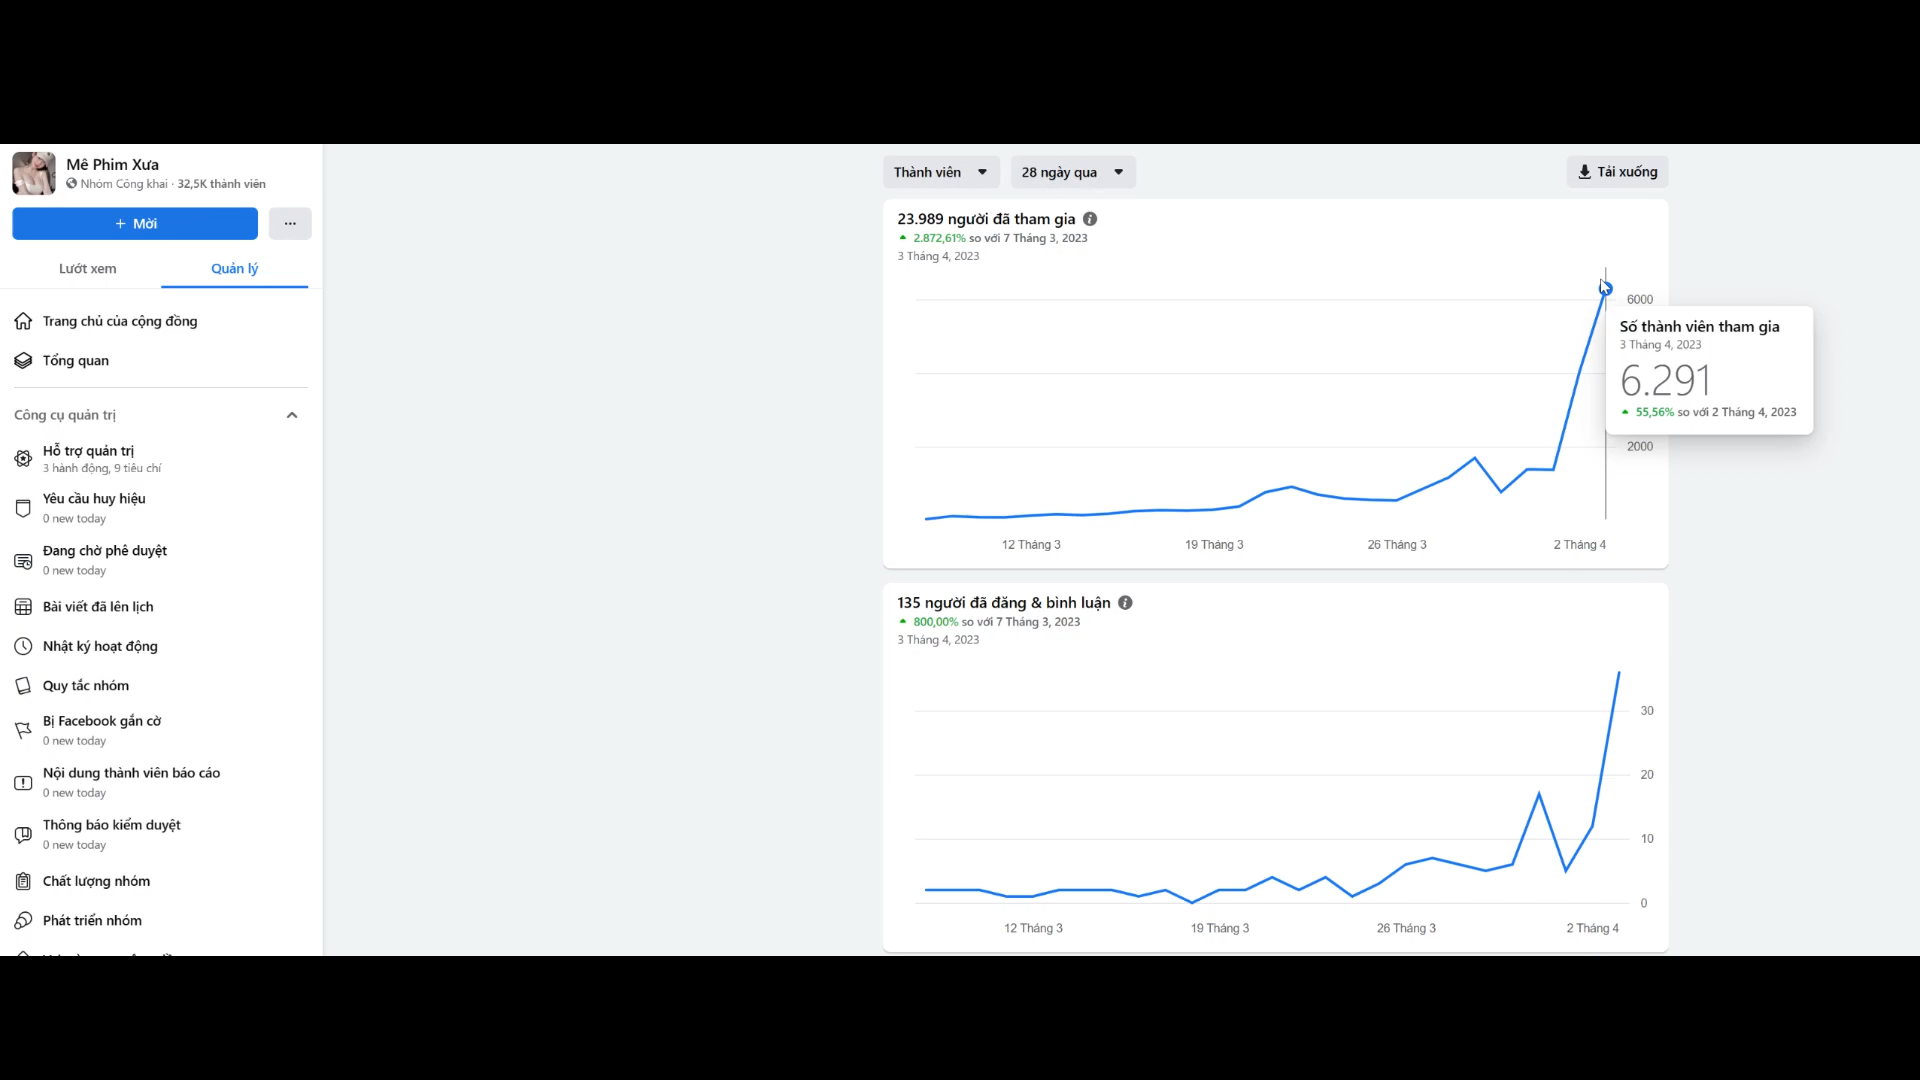 Mê Phim Xưa
Nhóm Công khai · 32,5K thành viên
+ Mời
...
Lướt xem
Quản lý
Trang chủ của cộng đồng
Tổng quan
Công cụ quản trị
Hỗ trợ quản trị
3 hành động, 9 tiêu chí
Yêu cầu huy hiệu
0 new today
Đang chờ phê duyệt
0 new today
Bài viết đã lên lịch
Nhật ký hoạt động
Quy tắc nhóm
Bị Facebook gắn cờ
0 new today
Nội dung thành viên báo cáo
0 new today
Thông báo kiểm duyệt
0 new today
Chất lượng nhóm
Phát triển nhóm
Thành viên
28 ngày qua
Tải xuống
23.989 người đã tham gia
2.872,61% so với 7 Tháng 3, 2023
3 Tháng 4, 2023
6000
Số thành viên tham gia
3 Tháng 4, 2023
6.291
55,56% so với 2 Tháng 4, 2023
2000
12 Tháng 3
19 Tháng 3
26 Tháng 3
2 Tháng 4
135 người đã đăng & bình luận
800,00% so với 7 Tháng 3, 2023
3 Tháng 4, 2023
30
20
10
0
12 Tháng 3
19 Tháng 3
26 Tháng 3
2 Tháng 4